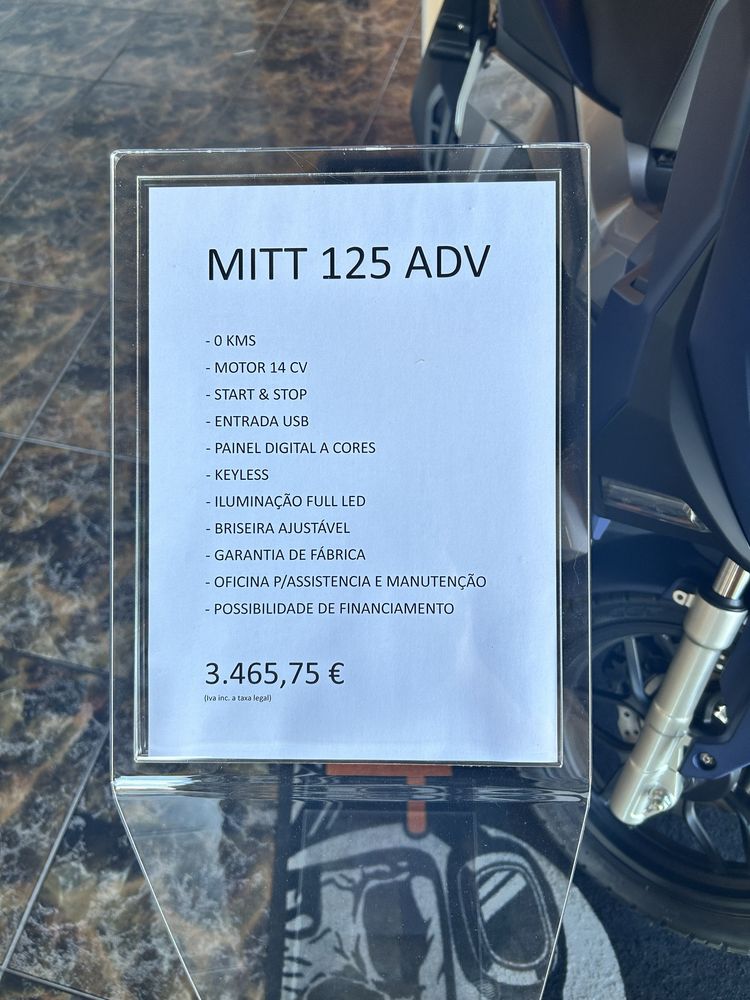 MITT 125 ADV
- 0 KMS
- MOTOR 14 CV
- START & STOP
- ENTRADA USB
- PAINEL DIGITAL A CORES
- KEYLESS
- ILUMINAÇÃO FULL LED
- BRISEIRA AJUSTÁVEL
- GARANTIA DE FÁBRICA
- OFICINA P/ASSISTENCIA E MANUTENÇÃO
- POSSIBILIDADE DE FINANCIAMENTO
3.465,75 €
(Iva inc. a taxa legal)